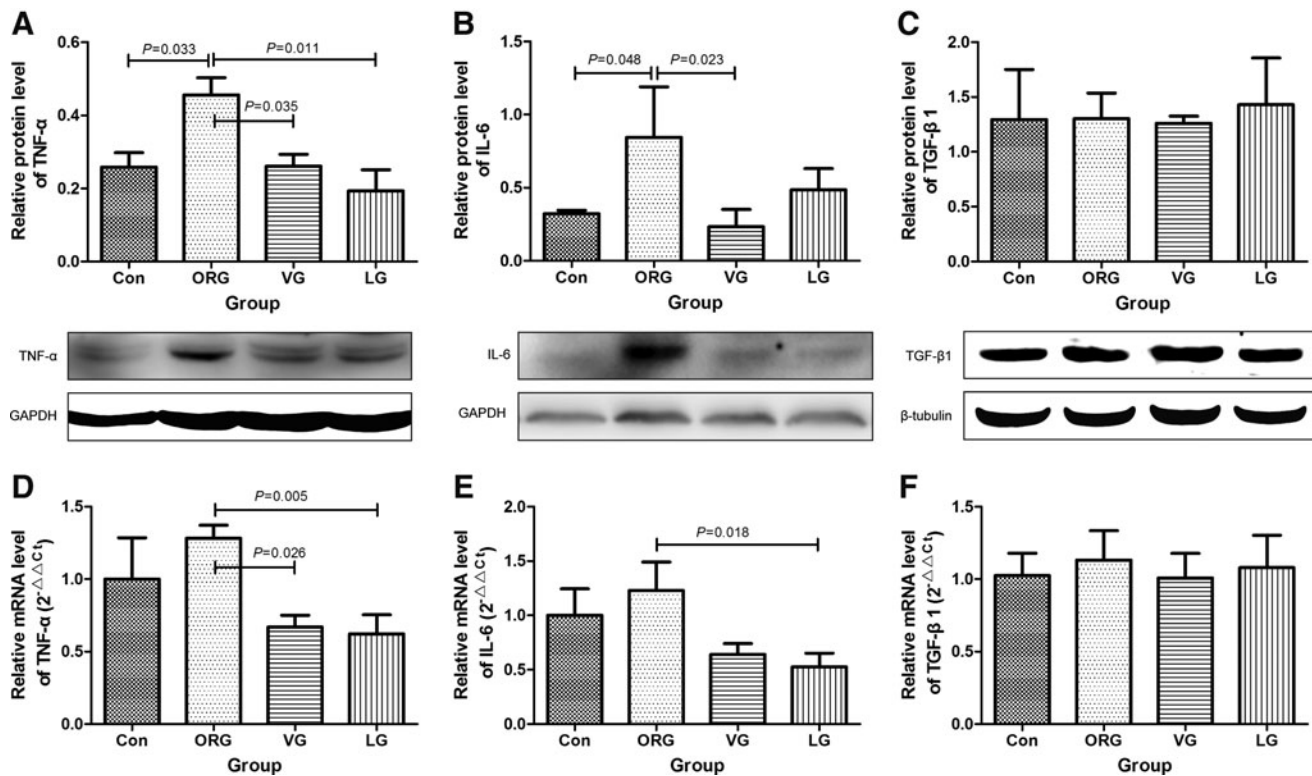 A
Relative protein level
of TNF-α
0.6
0.4
0.2
0.0
P=0.033
P=0.011
P=0.035
Con ORG VG LG
Group
TNF-α
GAPDH
B
Relative protein level
of IL-6
1.5
1.0
0.5
0.0
P=0.048
P=0.023
Con ORG VG LG
Group
IL-6
GAPDH
C
Relative protein level
of TGF-β 1
2.0
1.5
1.0
0.5
0.0
Con ORG VG LG
Group
TGF-β1
β-tubulin
D
Relative mRNA level
of TNF-α (2^-△△Ct)
1.5
1.0
0.5
0.0
P=0.005
P=0.026
Con ORG VG LG
Group
E
Relative mRNA level
of IL-6 (2^-△△Ct)
2.0
1.5
1.0
0.5
0.0
P=0.018
Con ORG VG LG
Group
F
Relative mRNA level
of TGF-β 1 (2^-△△Ct)
1.5
1.0
0.5
0.0
Con ORG VG LG
Group